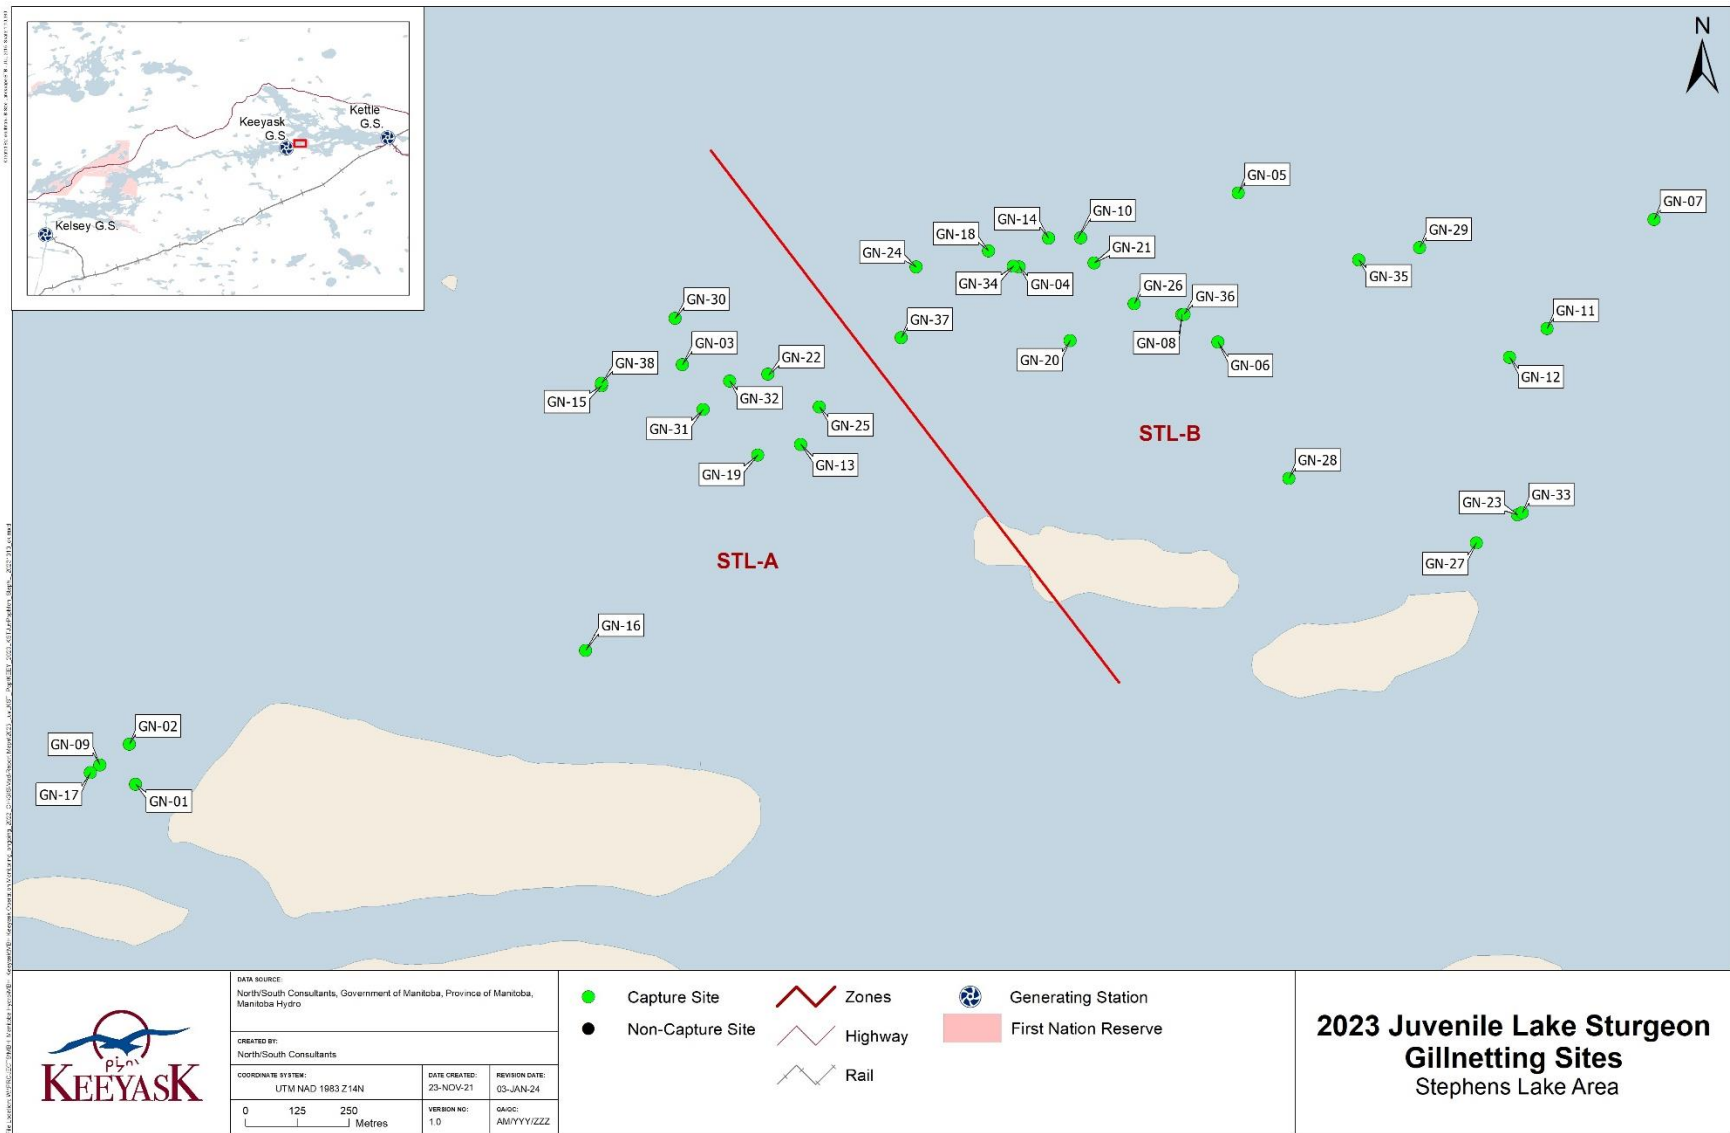 N
Kettle
G.S.
Keeyask
G.S.
Kelsey G.S.
GN-05
GN-07
GN-14
GN-10
GN-29
GN-18
GN-21
GN-24
GN-35
GN-34
GN-04
GN-26
GN-36
GN-30
GN-11
GN-37
GN-03
GN-20
GN-08
GN-06
GN-22
GN-38
GN-12
GN-15
GN-32
GN-31
GN-25
STL-B
GN-19
GN-13
GN-28
GN-23
GN-33
STL-A
GN-27
GN-16
GN-02
GN-09
GN-17
GN-01
KEEYASK
DATA SOURCE:
North/South Consultants, Government of Manitoba, Province of Manitoba,
Manitoba Hydro
CREATED BY:
North/South Consultants
COORDINATE SYSTEM:
UTM NAD 1983 Z14N
DATE CREATED:
23-NOV-21
REVISION DATE:
03-JAN-24
0 125 250
Metres
VERSION NO:
1.0
QA/QC:
AM/YYY/ZZZ
Capture Site
Non-Capture Site
Zones
Highway
Rail
Generating Station
First Nation Reserve
2023 Juvenile Lake Sturgeon
Gillnetting Sites
Stephens Lake Area